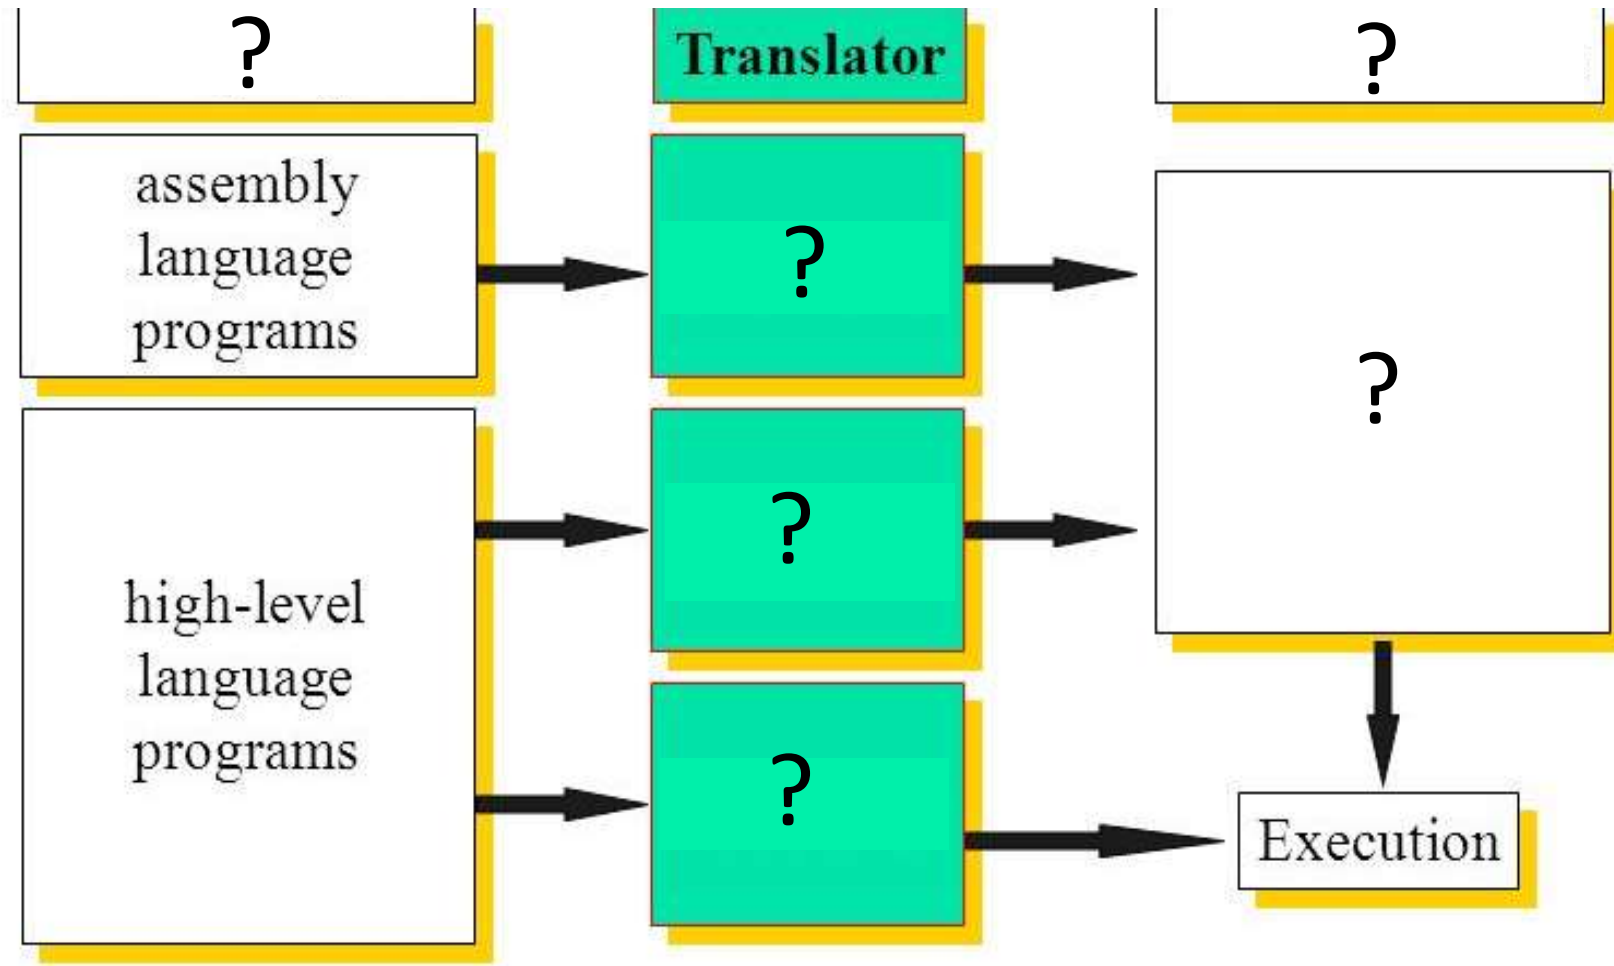 ?
Translator
?
assembly
language
programs
?
?
?
high-level
language
programs
?
Execution